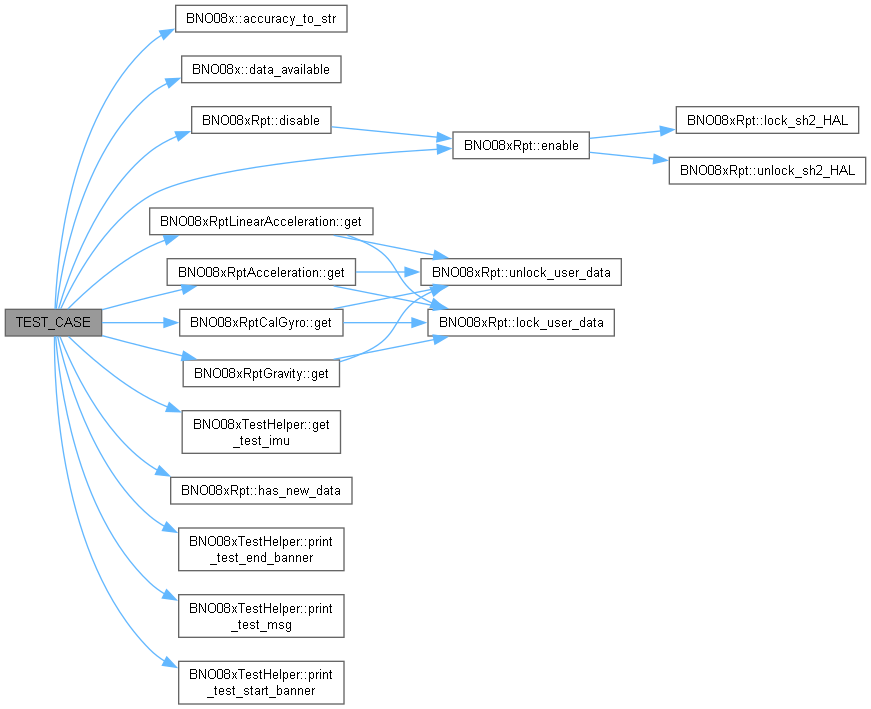 BNO08x::accuracy_to_str
BNO08x::data_available
BNO08xRpt::disable
BNO08xRpt::lock_sh2_HAL
BNO08xRpt::enable
BNO08xRpt::unlock_sh2_HAL
BNO08xRptLinearAcceleration::get
BNO08xRptAcceleration::get
BNO08xRpt::unlock_user_data
TEST_CASE
BNO08xRptCalGyro::get
BNO08xRpt::lock_user_data
BNO08xRptGravity::get
BNO08xTestHelper::get
_test_imu
BNO08xRpt::has_new_data
BNO08xTestHelper::print
_test_end_banner
BNO08xTestHelper::print
_test_msg
BNO08xTestHelper::print
_test_start_banner